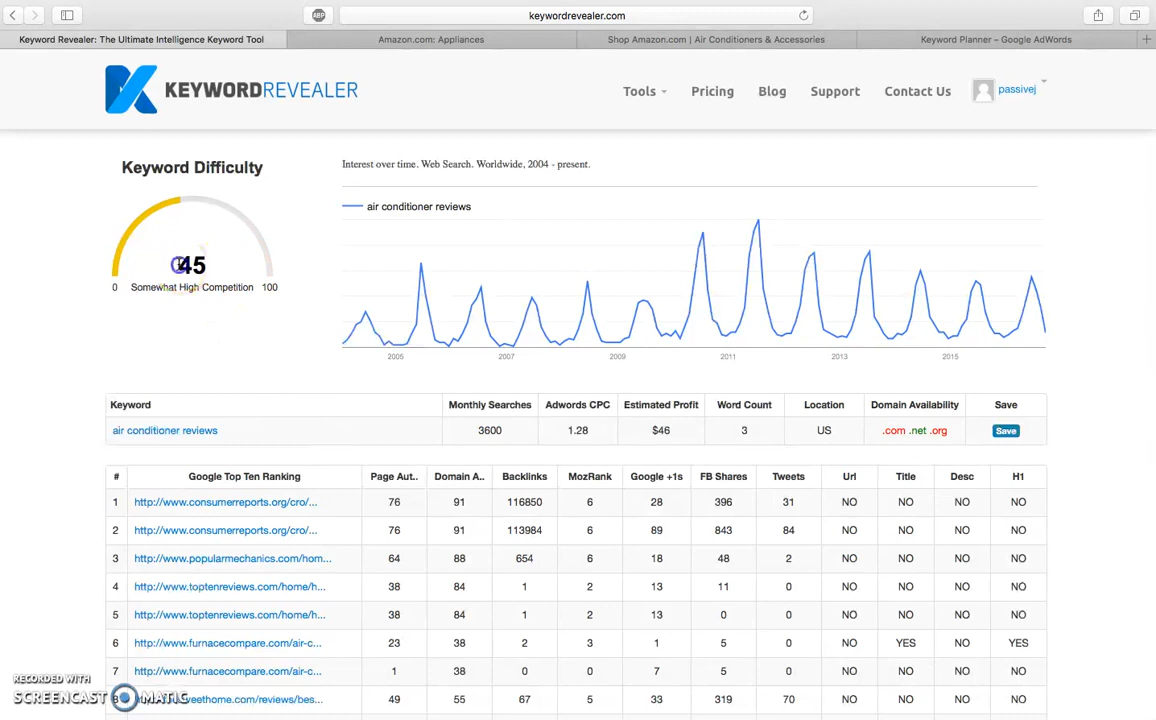 ABP keywordrevealer.com
Keyword Revealer: The Ultimate Intelligence Keyword Tool Amazon.com: Appliances Shop Amazon.com | Air Conditioners & Accessories Keyword Planner – Google AdWords +
KEYWORDREVEALER Tools Pricing Blog Support Contact Us passivej
Keyword Difficulty
45
0 Somewhat High Competition 100
Interest over time. Web Search. Worldwide, 2004 - present.
air conditioner reviews
2005 2007 2009 2011 2013 2015
Keyword Monthly Searches Adwords CPC Estimated Profit Word Count Location Domain Availability Save
air conditioner reviews 3600 1.28 $46 3 US .com .net .org Save
# Google Top Ten Ranking Page Aut.. Domain A.. Backlinks MozRank Google +1s FB Shares Tweets Url Title Desc H1
1 http://www.consumerreports.org/cro/... 76 91 116850 6 28 396 31 NO NO NO NO
2 http://www.consumerreports.org/cro/... 76 91 113984 6 89 843 84 NO NO NO NO
3 http://www.popularmechanics.com/hom... 64 88 654 6 18 48 2 NO NO NO NO
4 http://www.toptenreviews.com/home/h... 38 84 1 2 13 11 0 NO NO NO NO
5 http://www.toptenreviews.com/home/h... 38 84 1 2 13 0 0 NO NO NO NO
6 http://www.furnacecompare.com/air-c... 23 38 2 3 1 5 0 NO YES NO YES
7 http://www.furnacecompare.com/air-c... 1 38 0 0 7 5 0 NO NO NO NO
8 eethome.com/reviews/bes... 49 55 67 5 33 319 70 NO NO NO NO
RECORDED WITH
SCREENCAST MATIC